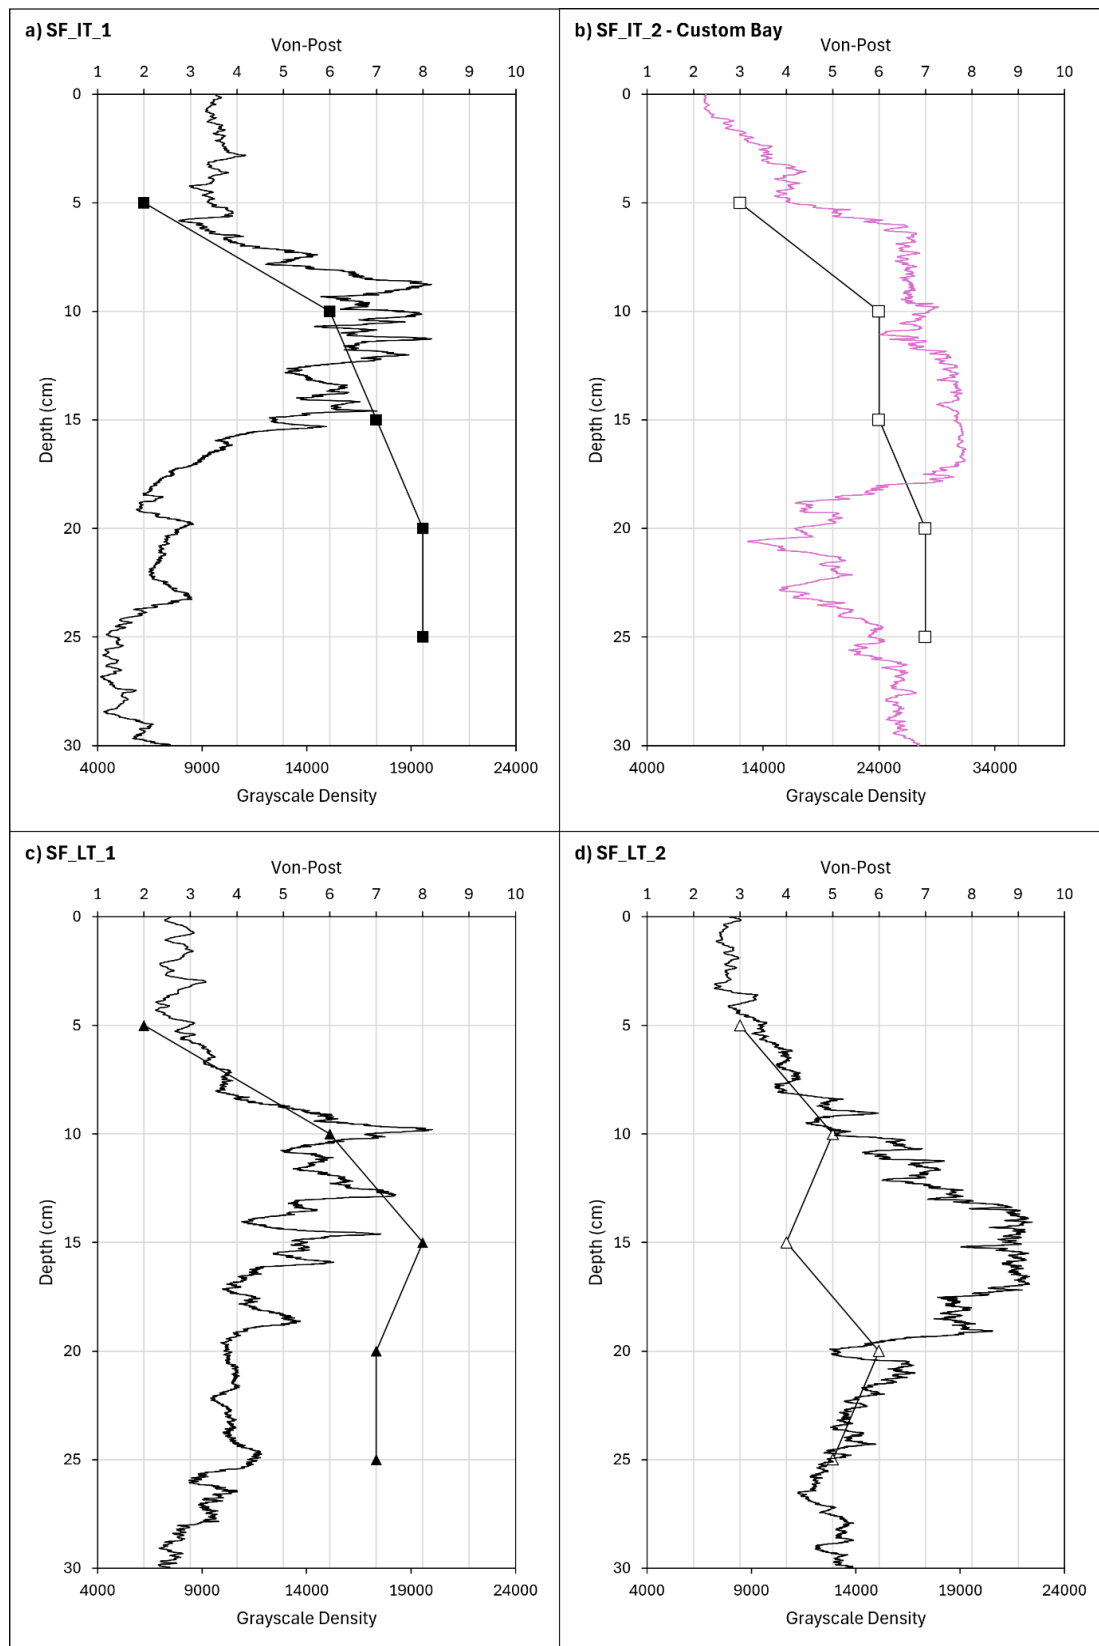 a) SF_IT_1
Von-Post
1 2 3 4 5 6 7 8 9 10
0
5
10
15
20
25
30
Depth (cm)
4000 9000 14000 19000 24000
Grayscale Density
b) SF_IT_2 - Custom Bay
Von-Post
1 2 3 4 5 6 7 8 9 10
0
5
10
15
20
25
30
Depth (cm)
4000 14000 24000 34000
Grayscale Density
c) SF_LT_1
Von-Post
1 2 3 4 5 6 7 8 9 10
0
5
10
15
20
25
30
Depth (cm)
4000 9000 14000 19000 24000
Grayscale Density
d) SF_LT_2
Von-Post
1 2 3 4 5 6 7 8 9 10
0
5
10
15
20
25
30
Depth (cm)
4000 9000 14000 19000 24000
Grayscale Density